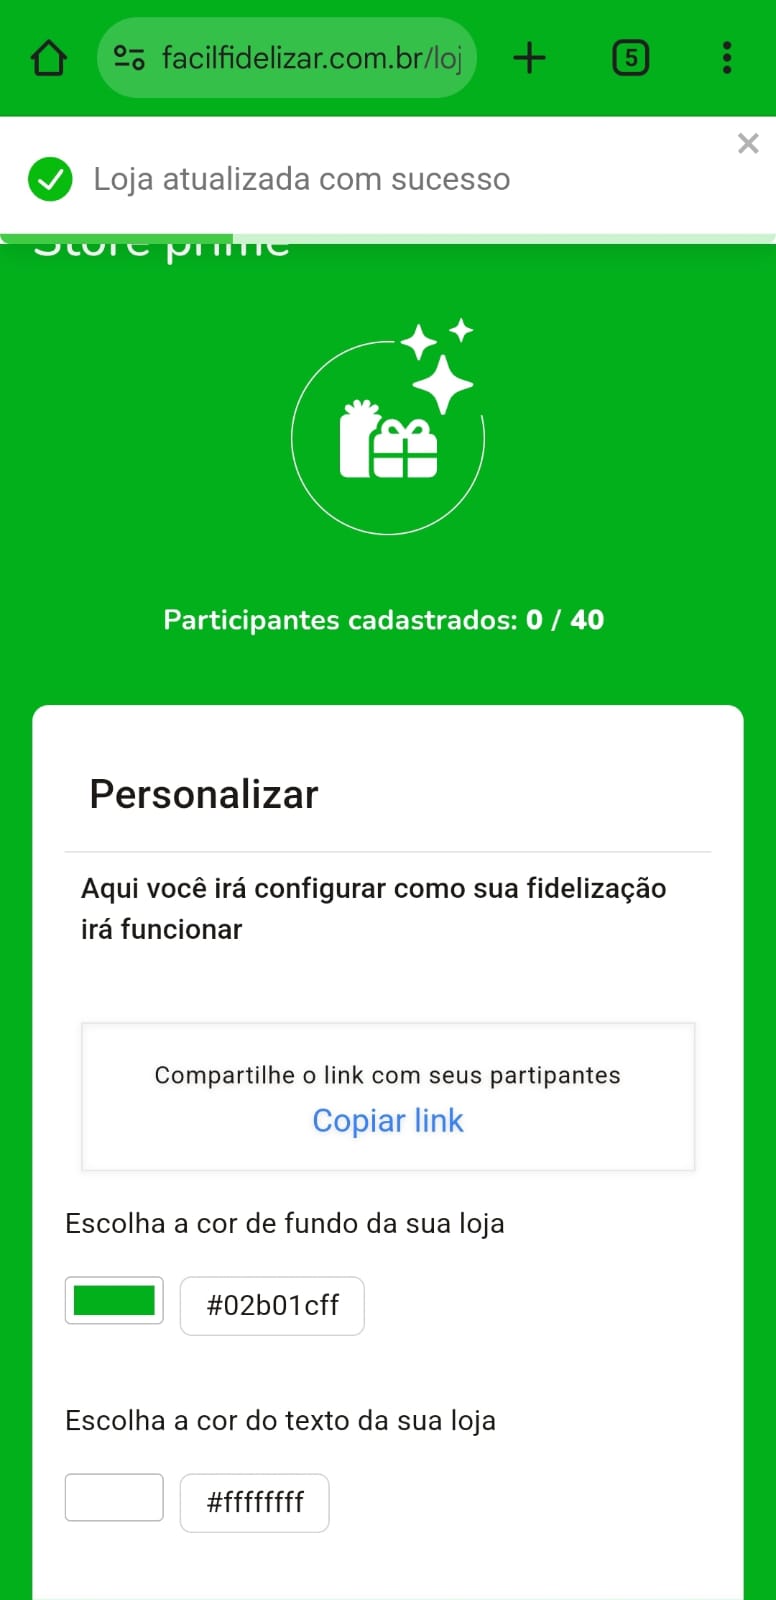 facilfidelizar.com.br/loj
5
Loja atualizada com sucesso
Store prime
Participantes cadastrados: 0 / 40
Personalizar
Aqui você irá configurar como sua fidelização
irá funcionar
Compartilhe o link com seus partipantes
Copiar link
Escolha a cor de fundo da sua loja
#02b01cff
Escolha a cor do texto da sua loja
#ffffffff